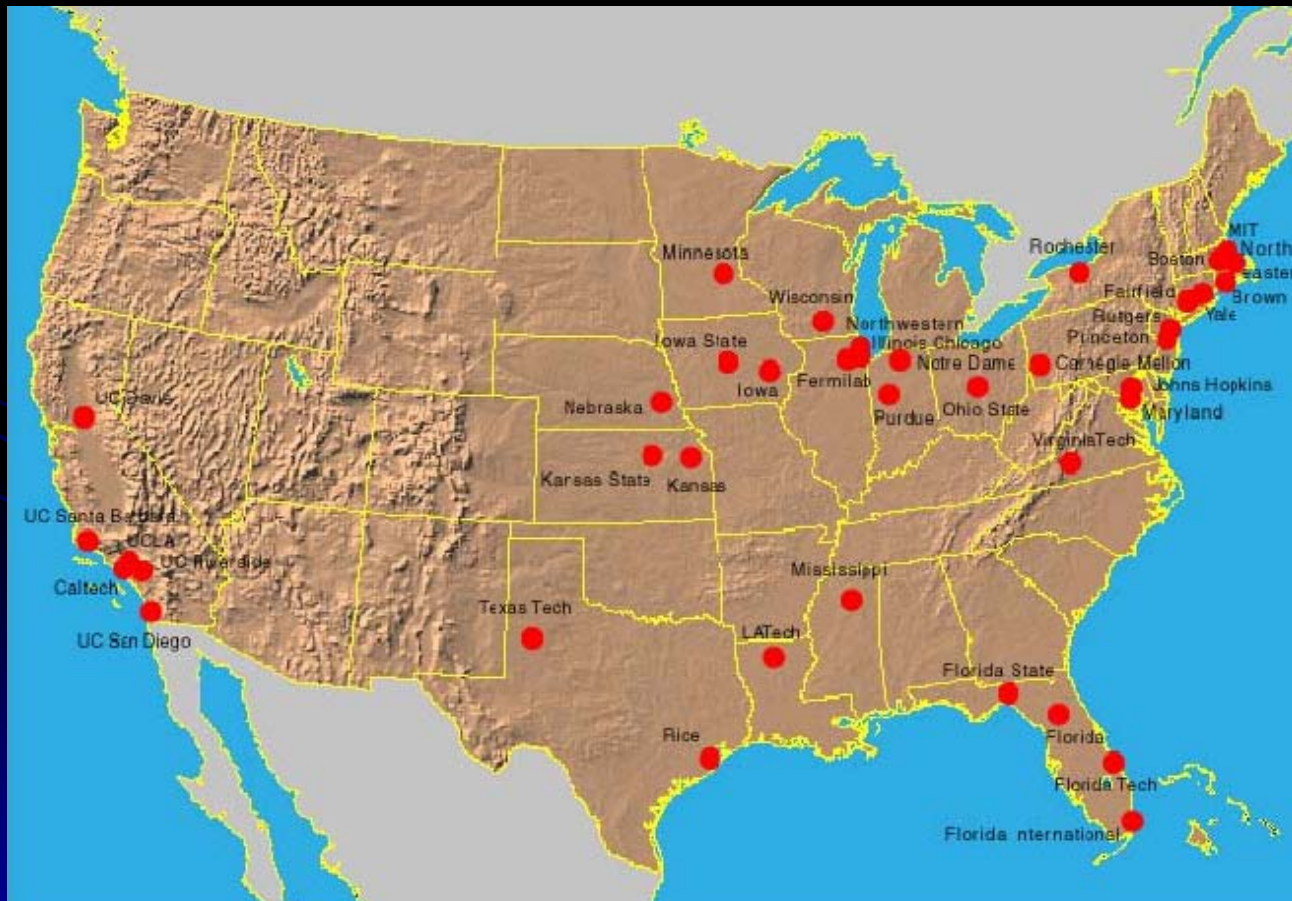 MIT
Rochester
North
Boston
eastern
Minnesota
Fairfield
Brown
Wisconsin
Yale
Rutgers
Northwestern
Princeton
Iowa State
Illinois Chicago
Notre Dame
Carnegie Mellon
Fermilab
Iowa
Johns Hopkins
UC Davis
Nebraska
Purdue
Ohio State
Maryland
VirginiaTech
Kansas State
Kansas
UC Santa Barbara
UCLA
UC Riverside
Caltech
Mississippi
Texas Tech
UC San Diego
LATech
Florida State
Rice
Florida
Florida Tech
Florida International